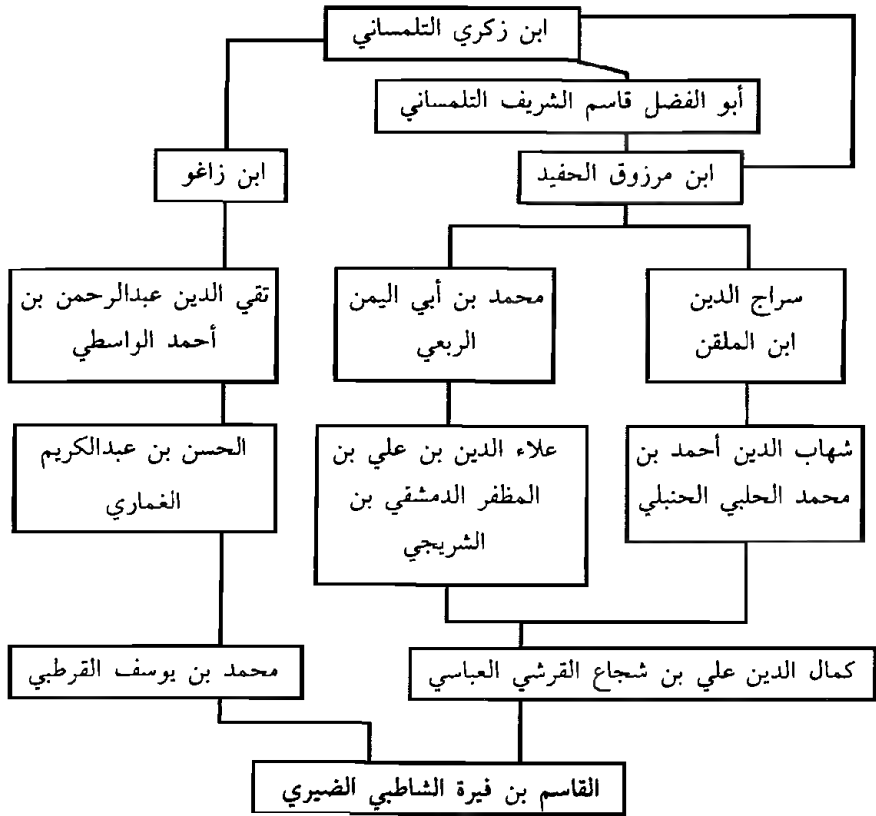 ابن زكري التلمساني
أبو الفضل قاسم الشريف التلمساني
ابن مرزوق الحفيد
ابن زاغو
سراج الدين
ابن الملقن
محمد بن أبي اليمن
الربعي
تقي الدين عبدالرحمن بن
أحمد الواسطي
شهاب الدين أحمد بن
محمد الحلبي الحنبلي
علاء الدين بن علي بن
المظفر الدمشقي بن
الشريجي
الحسن بن عبدالكريم
الغماري
كمال الدين علي بن شجاع القرشي العباسي
محمد بن يوسف القرطبي
القاسم بن فيرة الشاطبي الضيري